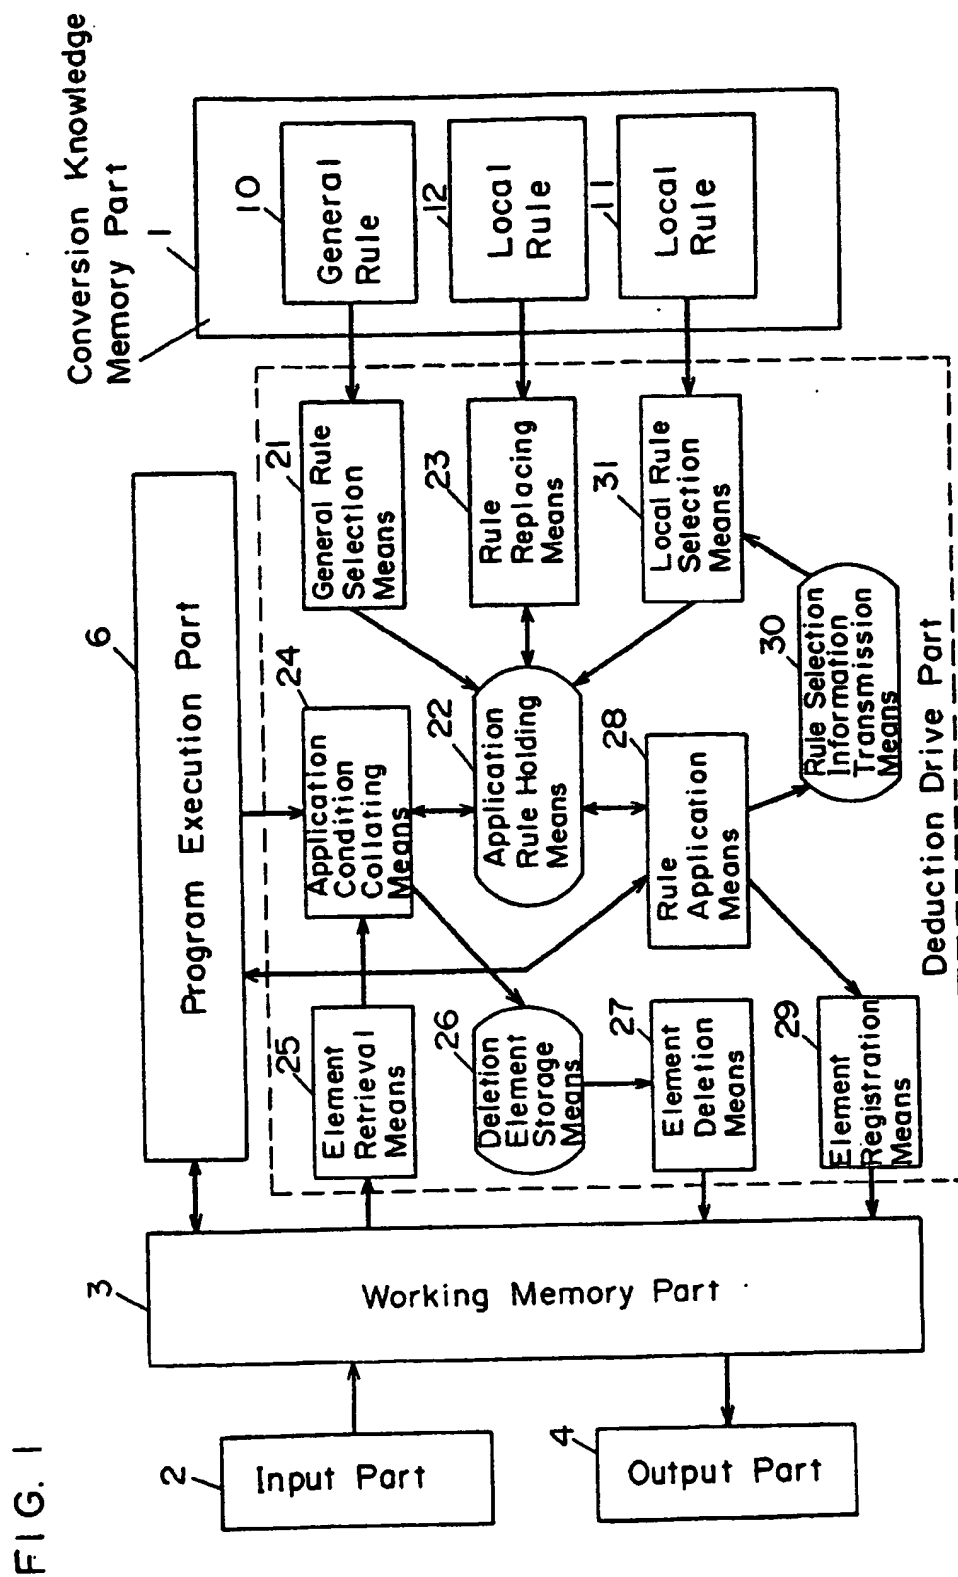 FIG. 1
Conversion Knowledge
Memory Part
1
10
General
Rule
12
Local
Rule
11
Local
Rule
6
Program Execution Part
21
General Rule
Selection
Means
23
Rule
Replacing
Means
31
Local Rule
Selection
Means
24
Application
Condition
Collating
Means
22
Application
Rule Holding
Means
28
Rule
Application
Means
30
Rule Selection
Information
Transmission
Means
25
Element
Retrieval
Means
26
Deletion
Element
Storage
Means
27
Element
Deletion
Means
29
Element
Registration
Means
Deduction Drive Part
3
Working Memory Part
2
Input Part
4
Output Part